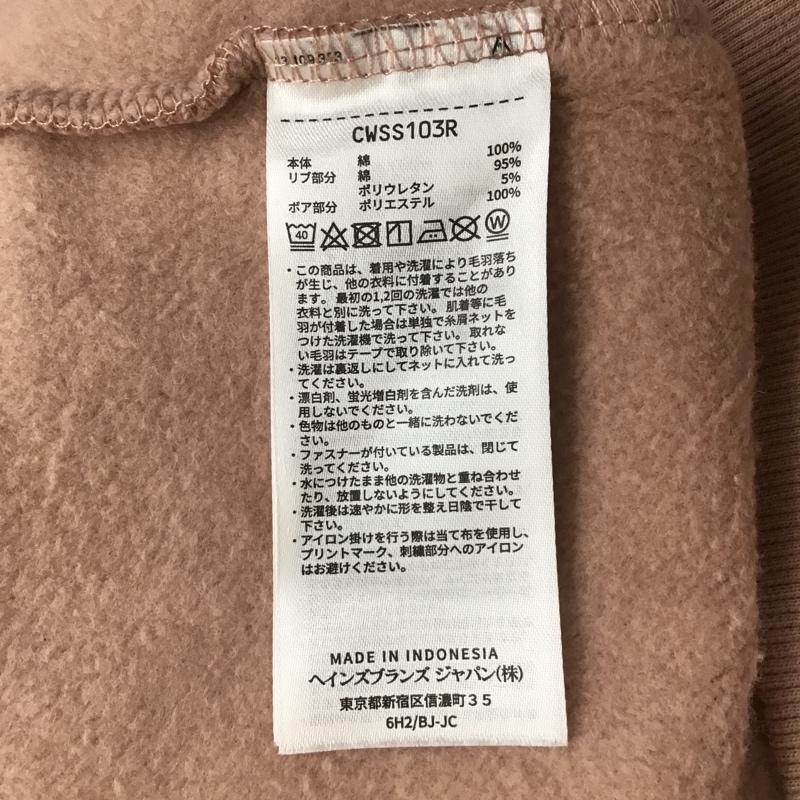 CWSS103R
本体 綿 100%
リブ部分 綿 95%
ポリウレタン 5%
ボア部分 ポリエステル 100%
40
W
・この商品は、着用や洗濯により毛羽落ち
が生じ、他の衣料に付着することがあり
ます。 最初の1,2回の洗濯では他の
衣料と別に洗って下さい。 肌着等に毛
羽が付着した場合は単独で糸屑ネットを
つけた洗濯機で洗って下さい。 取れな
い毛羽はテープで取り除いて下さい。
・洗濯は裏返しにしてネットに入れて洗っ
てください。
・漂白剤、蛍光増白剤を含んだ洗剤は、使
用しないでください。
・色物は他のものと一緒に洗わないでくだ
さい。
・ファスナーが付いている製品は、閉じて
洗ってください。
・水につけたまま他の洗濯物と重ね合わせ
たり、放置しないようにしてください。
・洗濯後は速やかに形を整え日陰で干して
下さい。
・アイロン掛けを行う際は当て布を使用し、
プリントマーク、刺繍部分へのアイロン
はお避けください。
MADE IN INDONESIA
ヘインズブランズ ジャパン(株)
東京都新宿区信濃町３５
6H2/BJ-JC